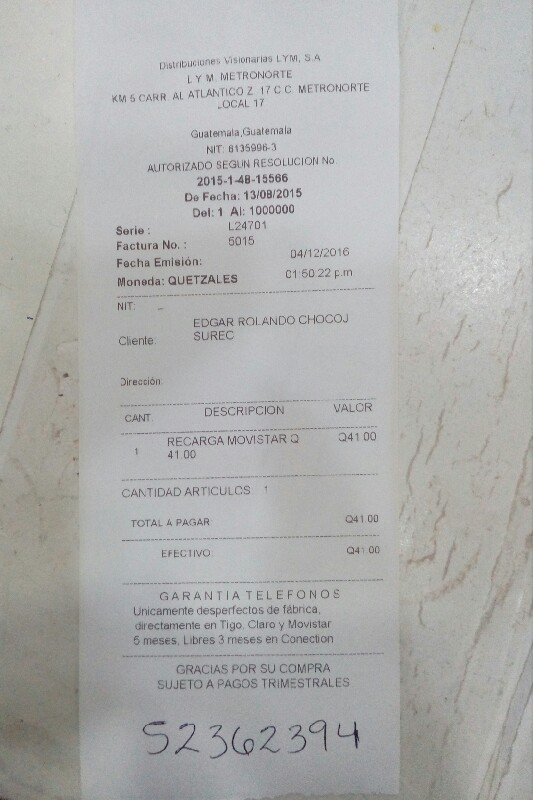 Distribuciones Visionarias LYM, S.A
L Y M METRONORTE
KM 5 CARR. AL ATLANTICO Z. 17 C.C. METRONORTE
LOCAL 17
Guatemala,Guatemala
NIT: 8135996-3
AUTORIZADO SEGUN RESOLUCION No.
2015-1-48-15566
De Fecha: 13/08/2015
Del: 1 Al: 1000000
Serie : L24701
Factura No. : 5015
Fecha Emisión: 04/12/2016
Moneda: QUETZALES 01:50:22 p.m
NIT: _
Cliente: EDGAR ROLANDO CHOCOJ
SUREC
Dirección:
CANT. DESCRIPCION VALOR
1 RECARGA MOVISTAR Q Q41.00
41.00
CANTIDAD ARTICULOS: 1
TOTAL A PAGAR: Q41.00
EFECTIVO: Q41.00
GARANTIA TELEFONOS
Unicamente desperfectos de fábrica,
directamente en Tigo, Claro y Movistar
5 meses, Libres 3 meses en Conection
GRACIAS POR SU COMPRA
SUJETO A PAGOS TRIMESTRALES
52362394